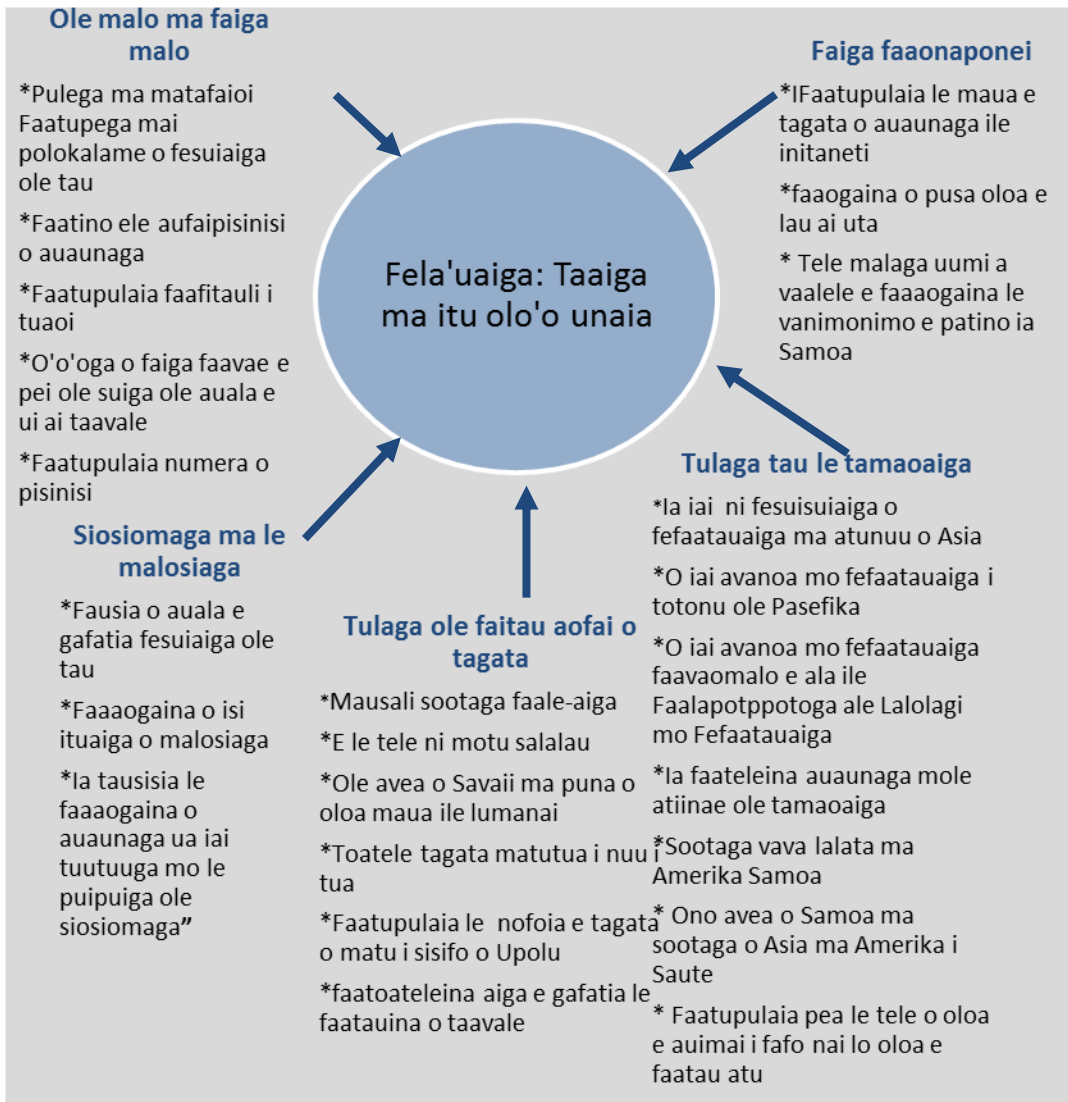 Ole malo ma faiga
malo
*Pulega ma matafaioi
Faatupega mai
polokalame o fesuiaiga
ole tau
*Faatino ele aufaipisinisi
o auaunaga
*Faatupulaia faafitauli i
tuaoi
*O'o'oga o faiga faavae e
pei ole suiga ole auala e
ui ai taavale
*Faatupulaia numera o
pisinisi
Faiga faaonaponei
*IFaatupulaia le maua e
tagata o auaunaga ile
initaneti
*faaogaina o pusa oloa e
lau ai uta
* Tele malaga uumi a
vaalele e faaaogaina le
vanimonimo e patino ia
Samoa
Fela'uaiga: Taaiga
ma itu olo'o unaia
Siosiomaga ma le
malosiaga
*Fausia o auala e
gafatia fesuiaiga ole
tau
*Faaaogaina o isi
ituaiga o malosiaga
*Ia tausisia le
faaaogaina o
auaunaga ua iai
tuutuuga mo le
puipuiga ole
siosiomaga”
Tulaga ole faitau aofai o
tagata
*Mausali sootaga faale-aiga
*E le tele ni motu salalau
*Ole avea o Savaii ma puna o
oloa maua ile lumanai
*Toatele tagata matutua i nuu i
tua
*Faatupulaia le nofoia e tagata
o matu i sisifo o Upolu
*faatoateleina aiga e gafatia le
faatauina o taavale
Tulaga tau le tamaoaiga
*Ia iai ni fesuisuiaiga o
fefaatauaiga ma atunuu o Asia
*O iai avanoa mo fefaatauaiga i
totonu ole Pasefika
*O iai avanoa mo fefaatauaiga
faavaomalo e ala ile
Faalapotppotoga ale Lalolagi
mo Fefaatauaiga
*Ia faateleina auaunaga mole
atiinae ole tamaoaiga
*Sootaga vava lalata ma
Amerika Samoa
* Ono avea o Samoa ma
sootaga o Asia ma Amerika i
Saute
* Faatupulaia pea le tele o oloa
e auimai i fafo nai lo oloa e
faatau atu